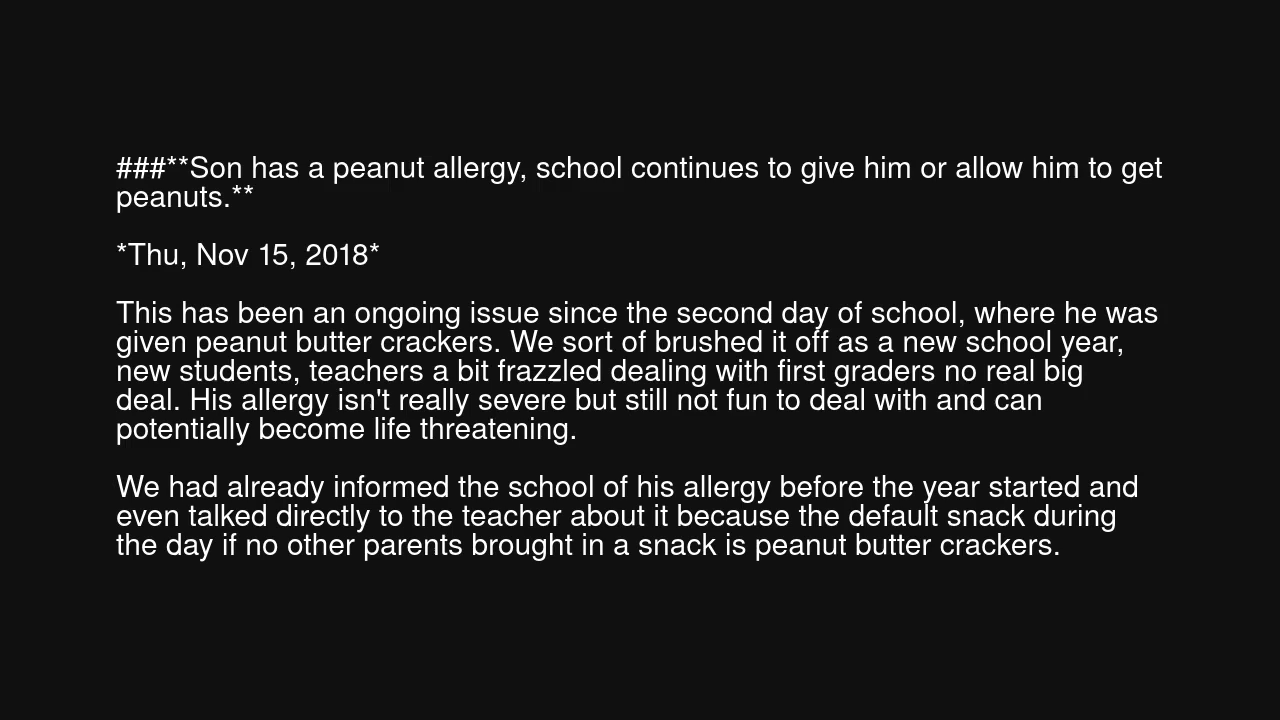 ###**Son has a peanut allergy, school continues to give him or allow him to get
peanuts.**
*Thu, Nov 15, 2018*
This has been an ongoing issue since the second day of school, where he was
given peanut butter crackers. We sort of brushed it off as a new school year,
new students, teachers a bit frazzled dealing with first graders no real big
deal. His allergy isn't really severe but still not fun to deal with and can
potentially become life threatening.
We had already informed the school of his allergy before the year started and
even talked directly to the teacher about it because the default snack during
the day if no other parents brought in a snack is peanut butter crackers.